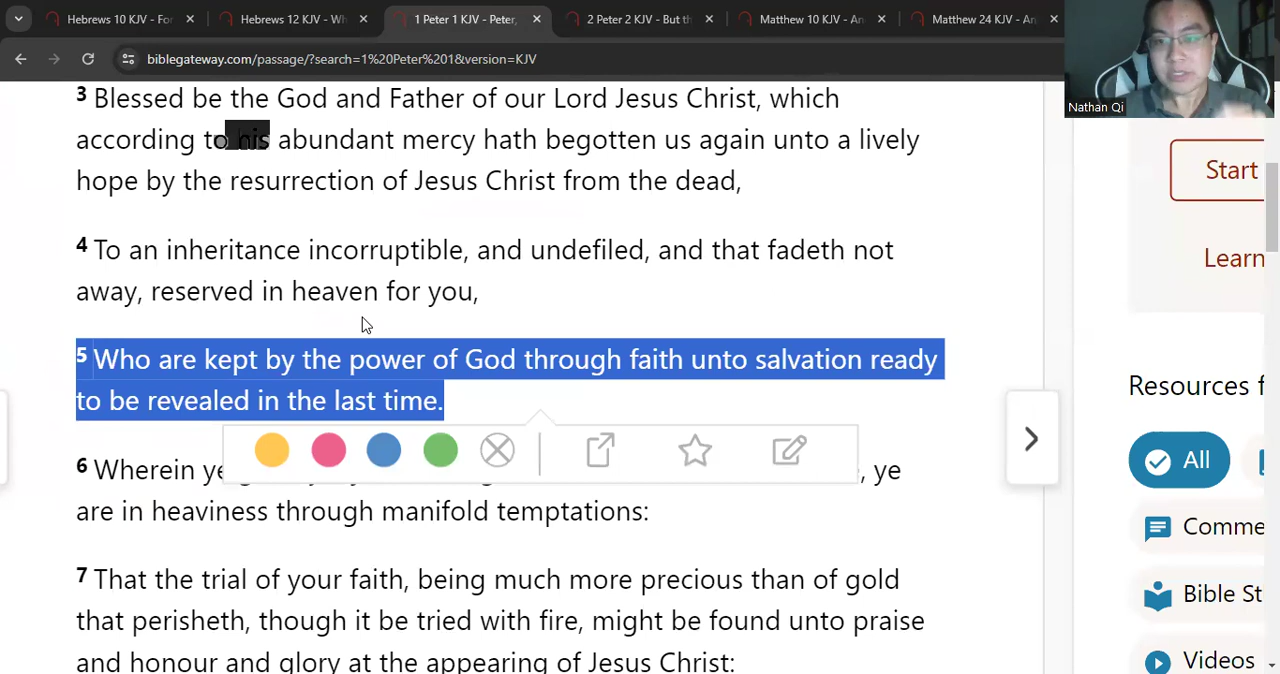 Hebrews 10 KJV - For
Hebrews 12 KJV - Wh
1 Peter 1 KJV - Peter,
2 Peter 2 KJV - But th
Matthew 10 KJV - An
Matthew 24 KJV - An
biblegateway.com/passage/?search=1%20Peter%201&version=KJV
Nathan Qi
3 Blessed be the God and Father of our Lord Jesus Christ, which
according to his abundant mercy hath begotten us again unto a lively
hope by the resurrection of Jesus Christ from the dead,
4 To an inheritance incorruptible, and undefiled, and that fadeth not
away, reserved in heaven for you,
5 Who are kept by the power of God through faith unto salvation ready
to be revealed in the last time.
6 Wherein ye , ye
are in heaviness through manifold temptations:
7 That the trial of your faith, being much more precious than of gold
that perisheth, though it be tried with fire, might be found unto praise
and honour and glory at the appearing of Jesus Christ:
Start
Learn
Resources f
All
Comme
Bible St
Videos